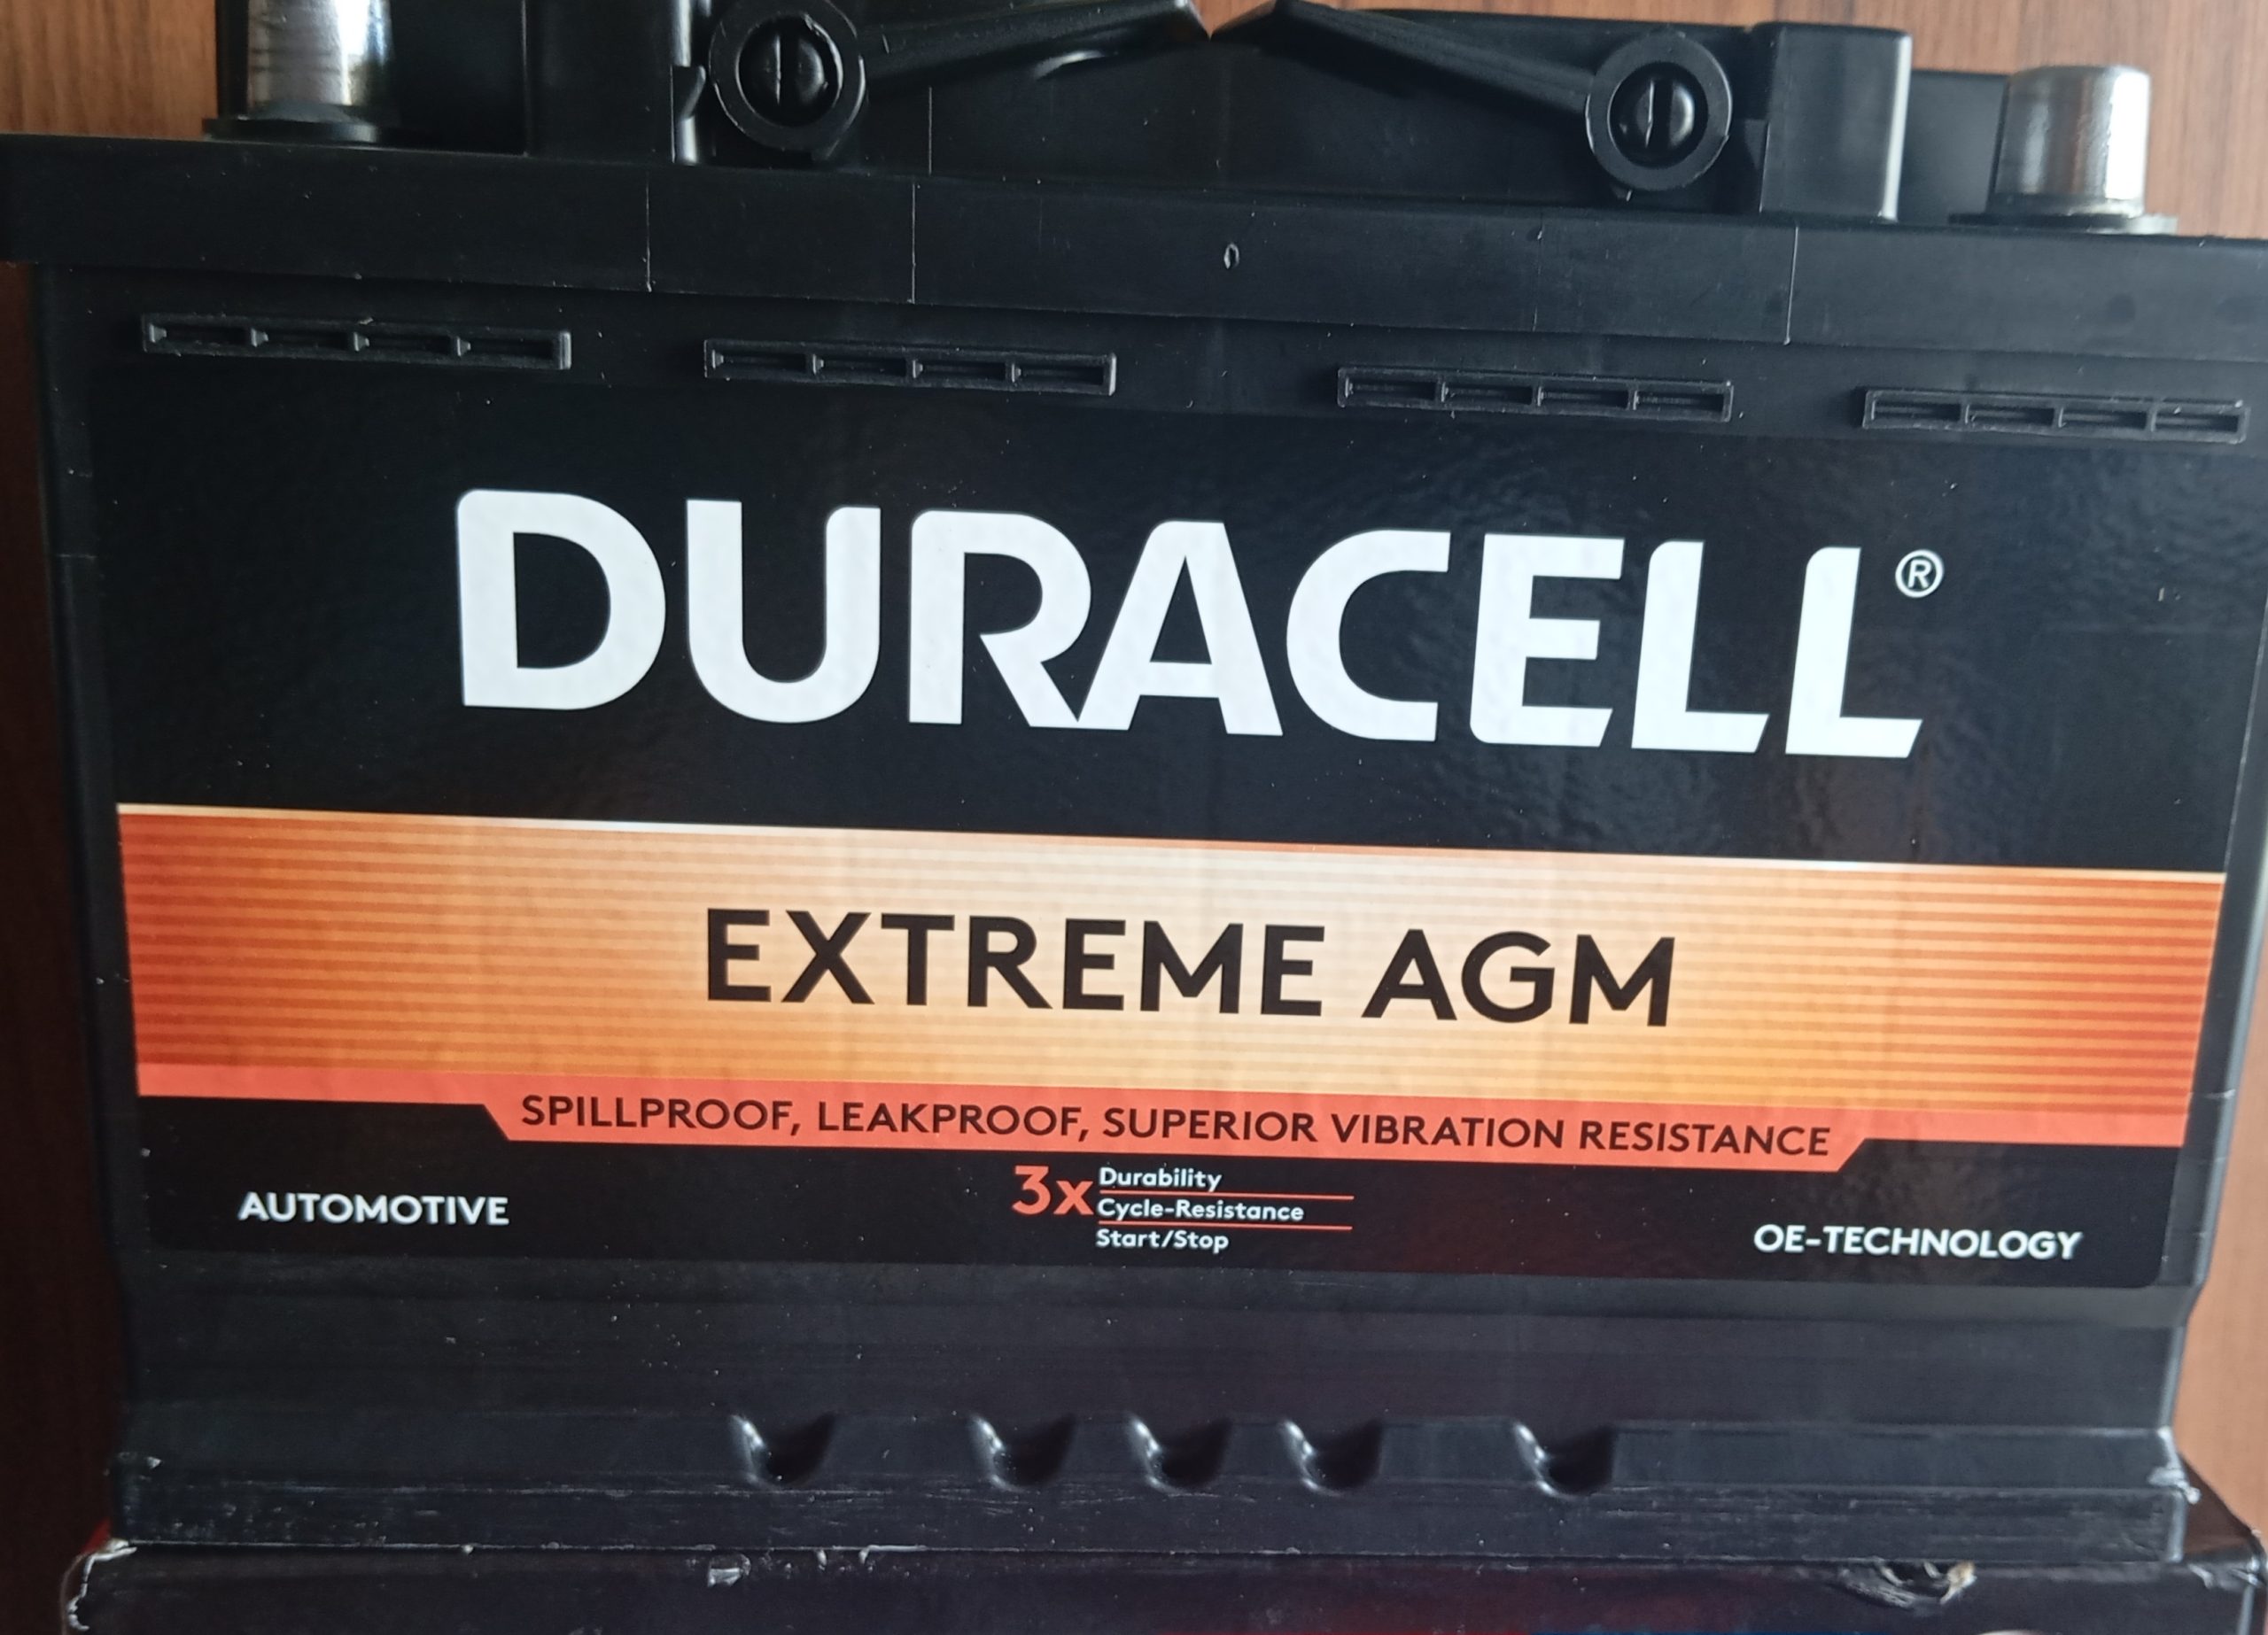 DURACELL®
EXTREME AGM
SPILLPROOF, LEAKPROOF, SUPERIOR VIBRATION RESISTANCE
AUTOMOTIVE
3x
Durability
Cycle-Resistance
Start/Stop
OE-TECHNOLOGY